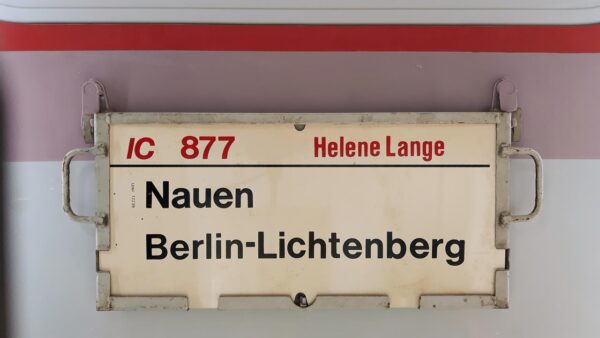 IC 877 Helene Lange
Nauen
Berlin-Lichtenberg